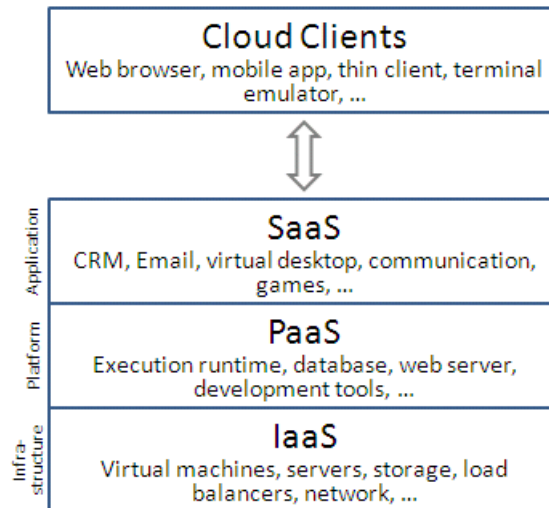 Cloud Clients
Web browser, mobile app, thin client, terminal
emulator, ...
Application
SaaS
CRM, Email, virtual desktop, communication,
games, ...
Platform
PaaS
Execution runtime, database, web server,
development tools, ...
Infra-
structure
IaaS
Virtual machines, servers, storage, load
balancers, network, ...